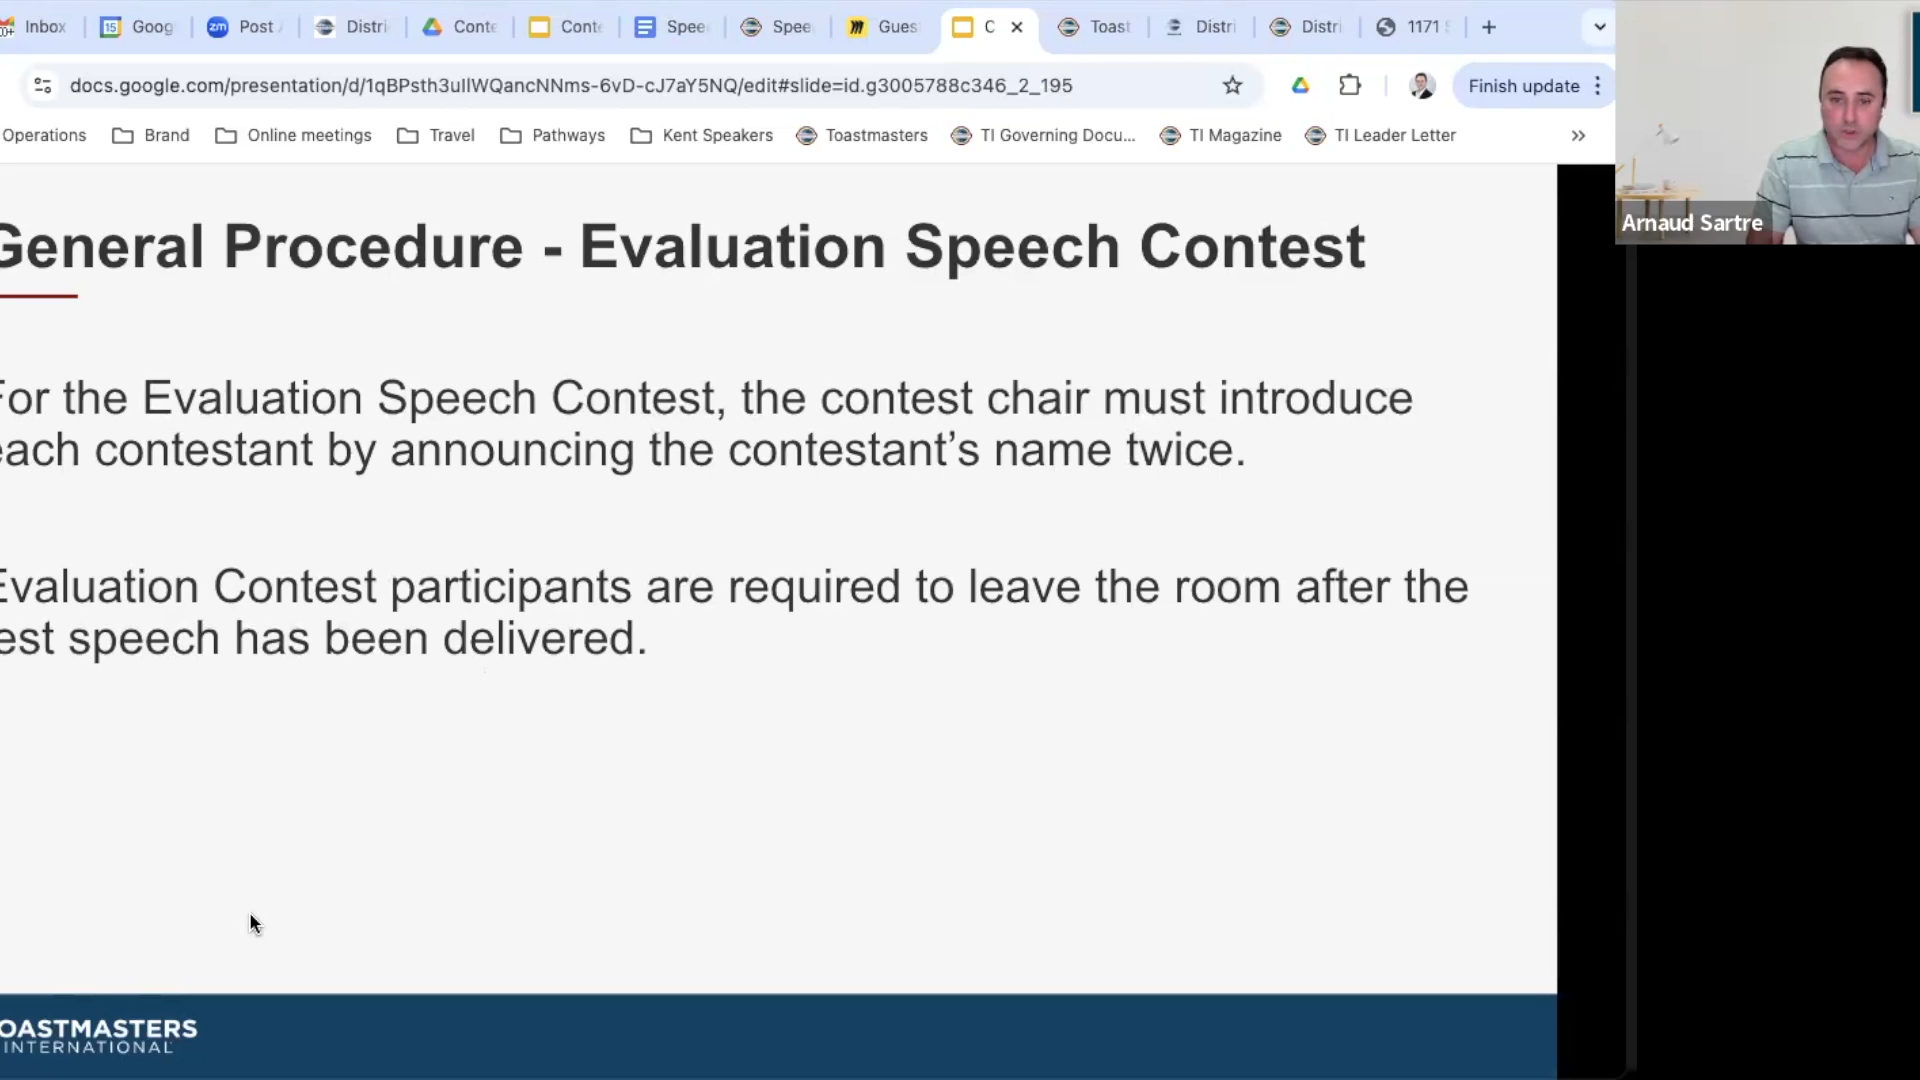 Inbox
15 Goog
zm Post
Distri
Conte
Conte
Spee
Spee
Gues
C
Toast
Distri
Distri
1171
docs.google.com/presentation/d/1qBPsth3uIlWQancNNms-6vD-cJ7aY5NQ/edit#slide=id.g3005788c346_2_195
Finish update
Operations Brand Online meetings Travel Pathways Kent Speakers Toastmasters TI Governing Docu... TI Magazine TI Leader Letter
Arnaud Sartre
General Procedure - Evaluation Speech Contest
For the Evaluation Speech Contest, the contest chair must introduce
each contestant by announcing the contestant’s name twice.
Evaluation Contest participants are required to leave the room after the
est speech has been delivered.
OASTMASTERS
INTERNATIONAL